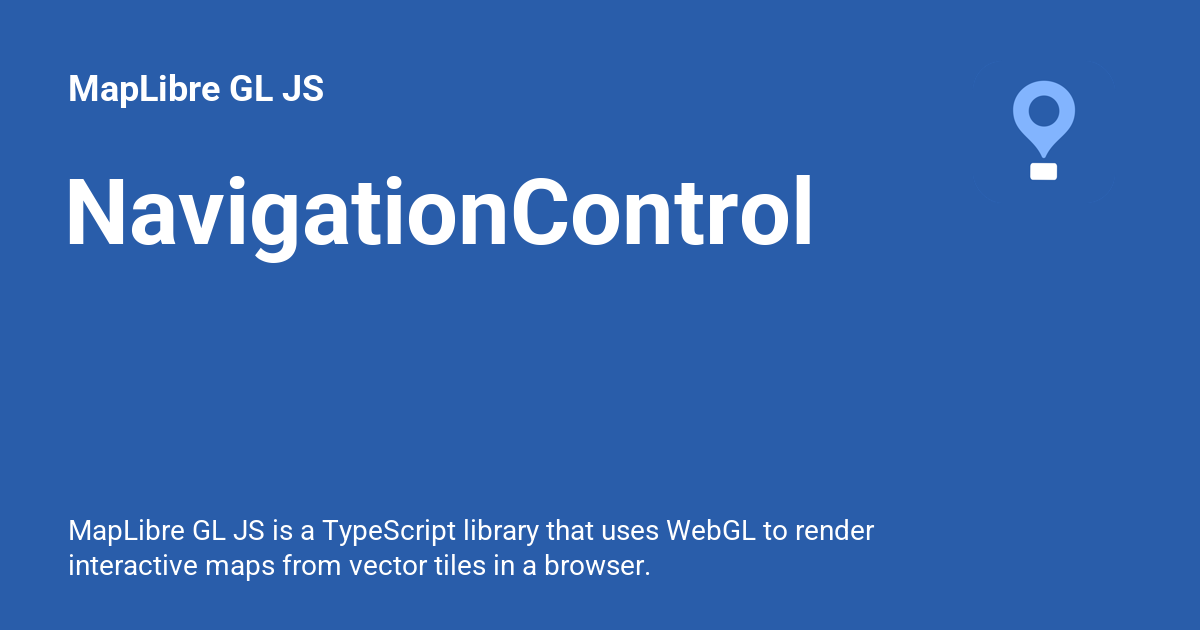 MapLibre GL JS
NavigationControl
MapLibre GL JS is a TypeScript library that uses WebGL to render
interactive maps from vector tiles in a browser.